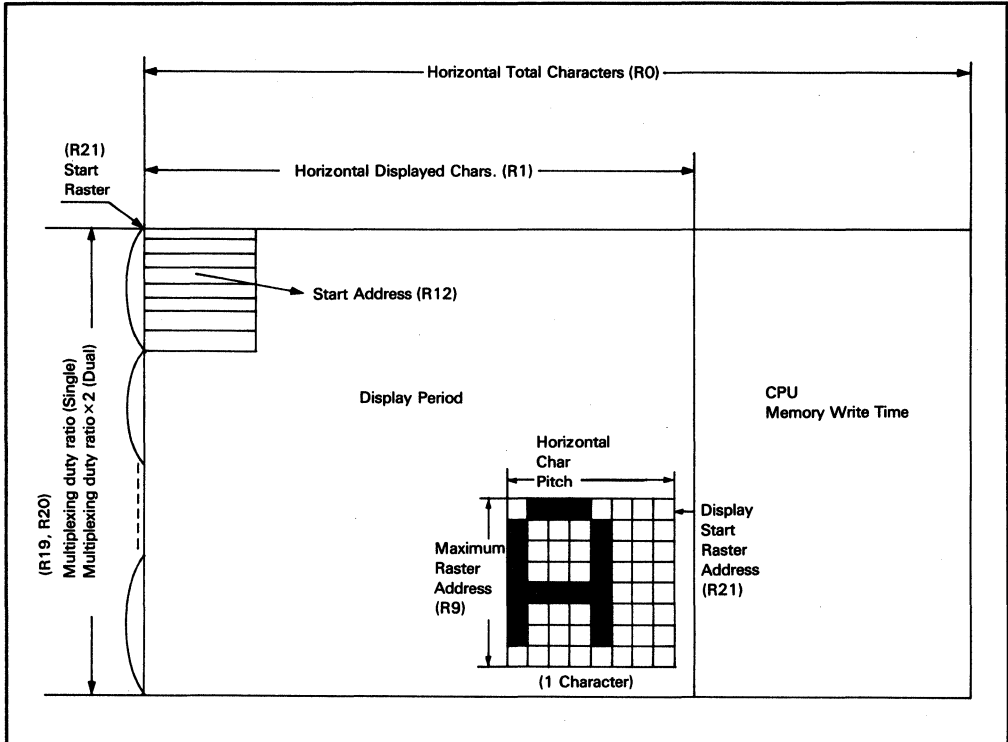 Horizontal Total Characters (R0)
(R21)
Start
Raster
Horizontal Displayed Chars. (R1)
Start Address (R12)
(R19, R20)
Multiplexing duty ratio (Single)
Multiplexing duty ratio×2 (Dual)
Display Period
CPU
Memory Write Time
Horizontal
Char
Pitch
Maximum
Raster
Address
(R9)
Display
Start
Raster
Address
(R21)
(1 Character)